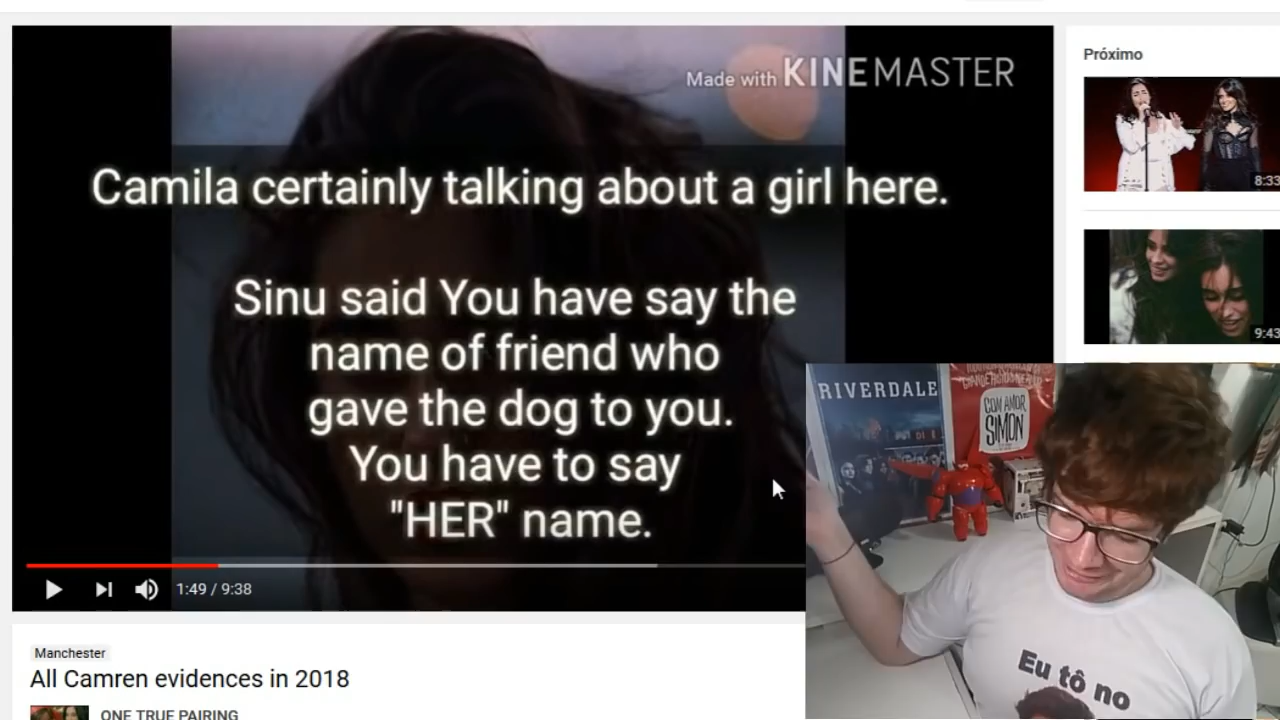 Próximo
Made with KINEMASTER
Camila certainly talking about a girl here.
Sinu said You have say the
name of friend who
gave the dog to you.
You have to say
"HER" name.
8:33
9:43
1:49 / 9:38
RIVERDALE
COM AMOR
SIMON
Eu tô no
Manchester
All Camren evidences in 2018
ONE TRUE PAIRING